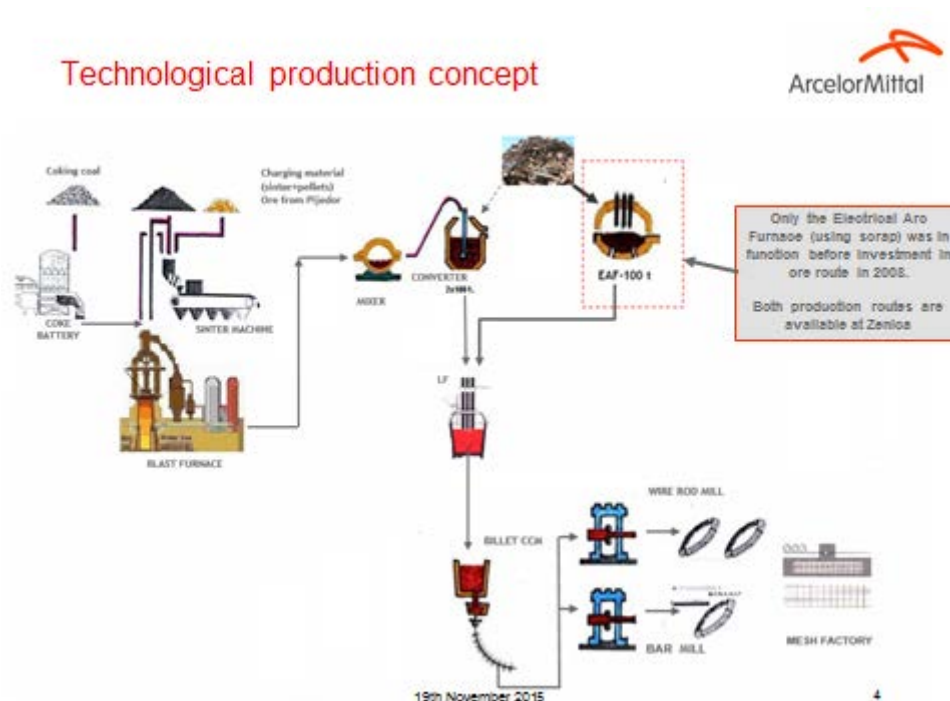 Technological production concept
ArcelorMittal
Coking coal
Charging material
(sinter+pellets)
Ore from Pijedor
COKE
BATTERY
SINTER MACHINE
BLAST FURNACE
MIXER
CONVERTER
EAF-100 t
Only the Electrical Arc
Furnace (using scrap) was in
function before investment in
ore route in 2008.
Both production routes are
available at Zenica
LF
BILLET CCM
WIRE ROD MILL
BAR MILL
MESH FACTORY
19th November 2015
4